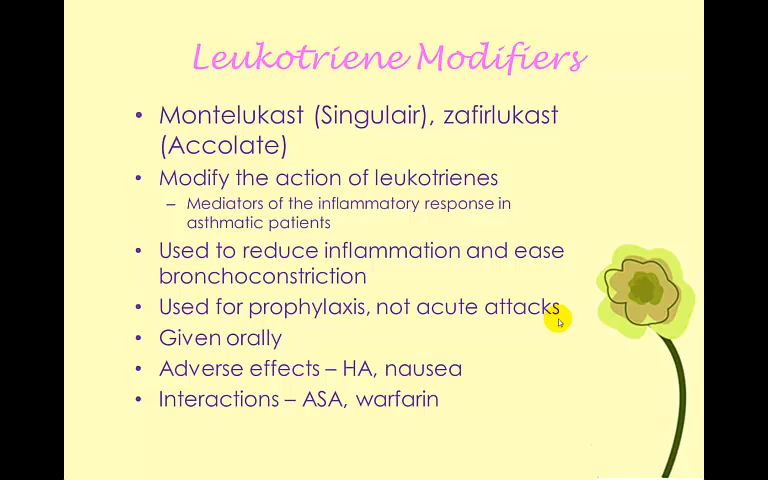 Leukotriene Modifiers
• Montelukast (Singulair), zafirlukast
(Accolate)
• Modify the action of leukotrienes
– Mediators of the inflammatory response in
asthmatic patients
• Used to reduce inflammation and ease
bronchoconstriction
• Used for prophylaxis, not acute attacks
• Given orally
• Adverse effects – HA, nausea
• Interactions – ASA, warfarin